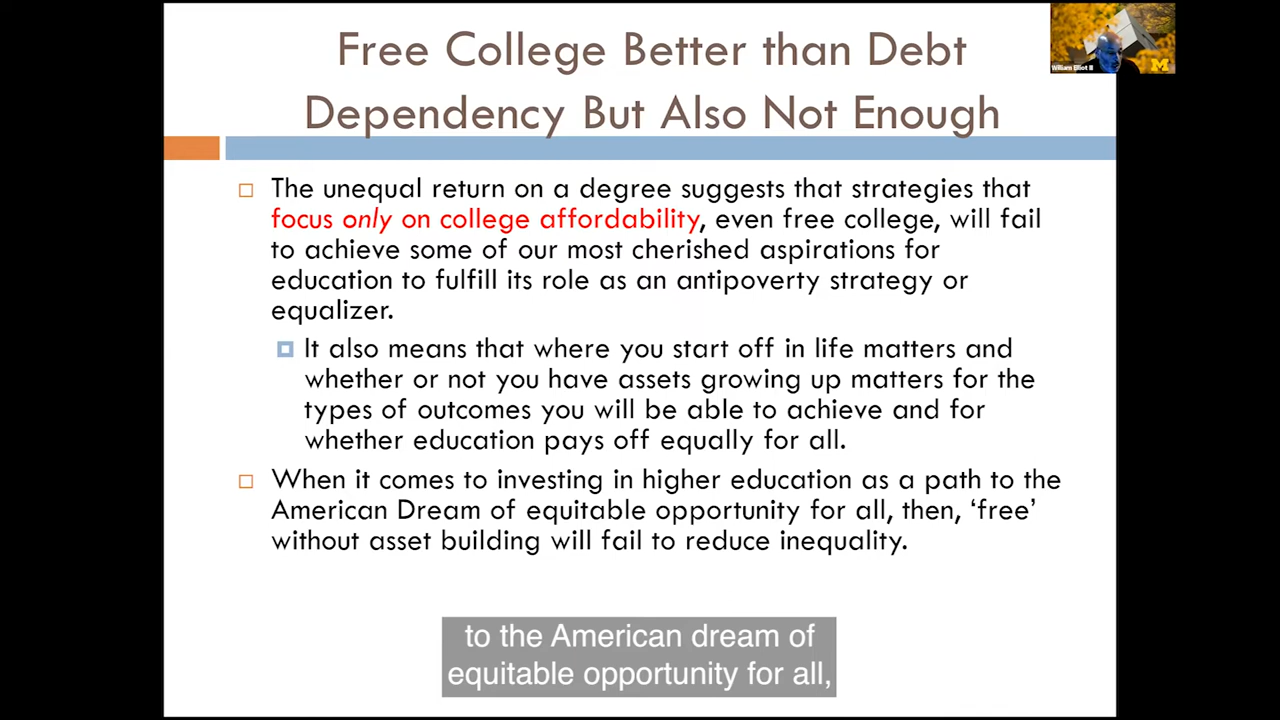 Free College Better than Debt
Dependency But Also Not Enough
William Elliot II
M
The unequal return on a degree suggests that strategies that
focus only on college affordability, even free college, will fail
to achieve some of our most cherished aspirations for
education to fulfill its role as an antipoverty strategy or
equalizer.
It also means that where you start off in life matters and
whether or not you have assets growing up matters for the
types of outcomes you will be able to achieve and for
whether education pays off equally for all.
When it comes to investing in higher education as a path to the
American Dream of equitable opportunity for all, then, ‘free’
without asset building will fail to reduce inequality.
to the American dream of
equitable opportunity for all,